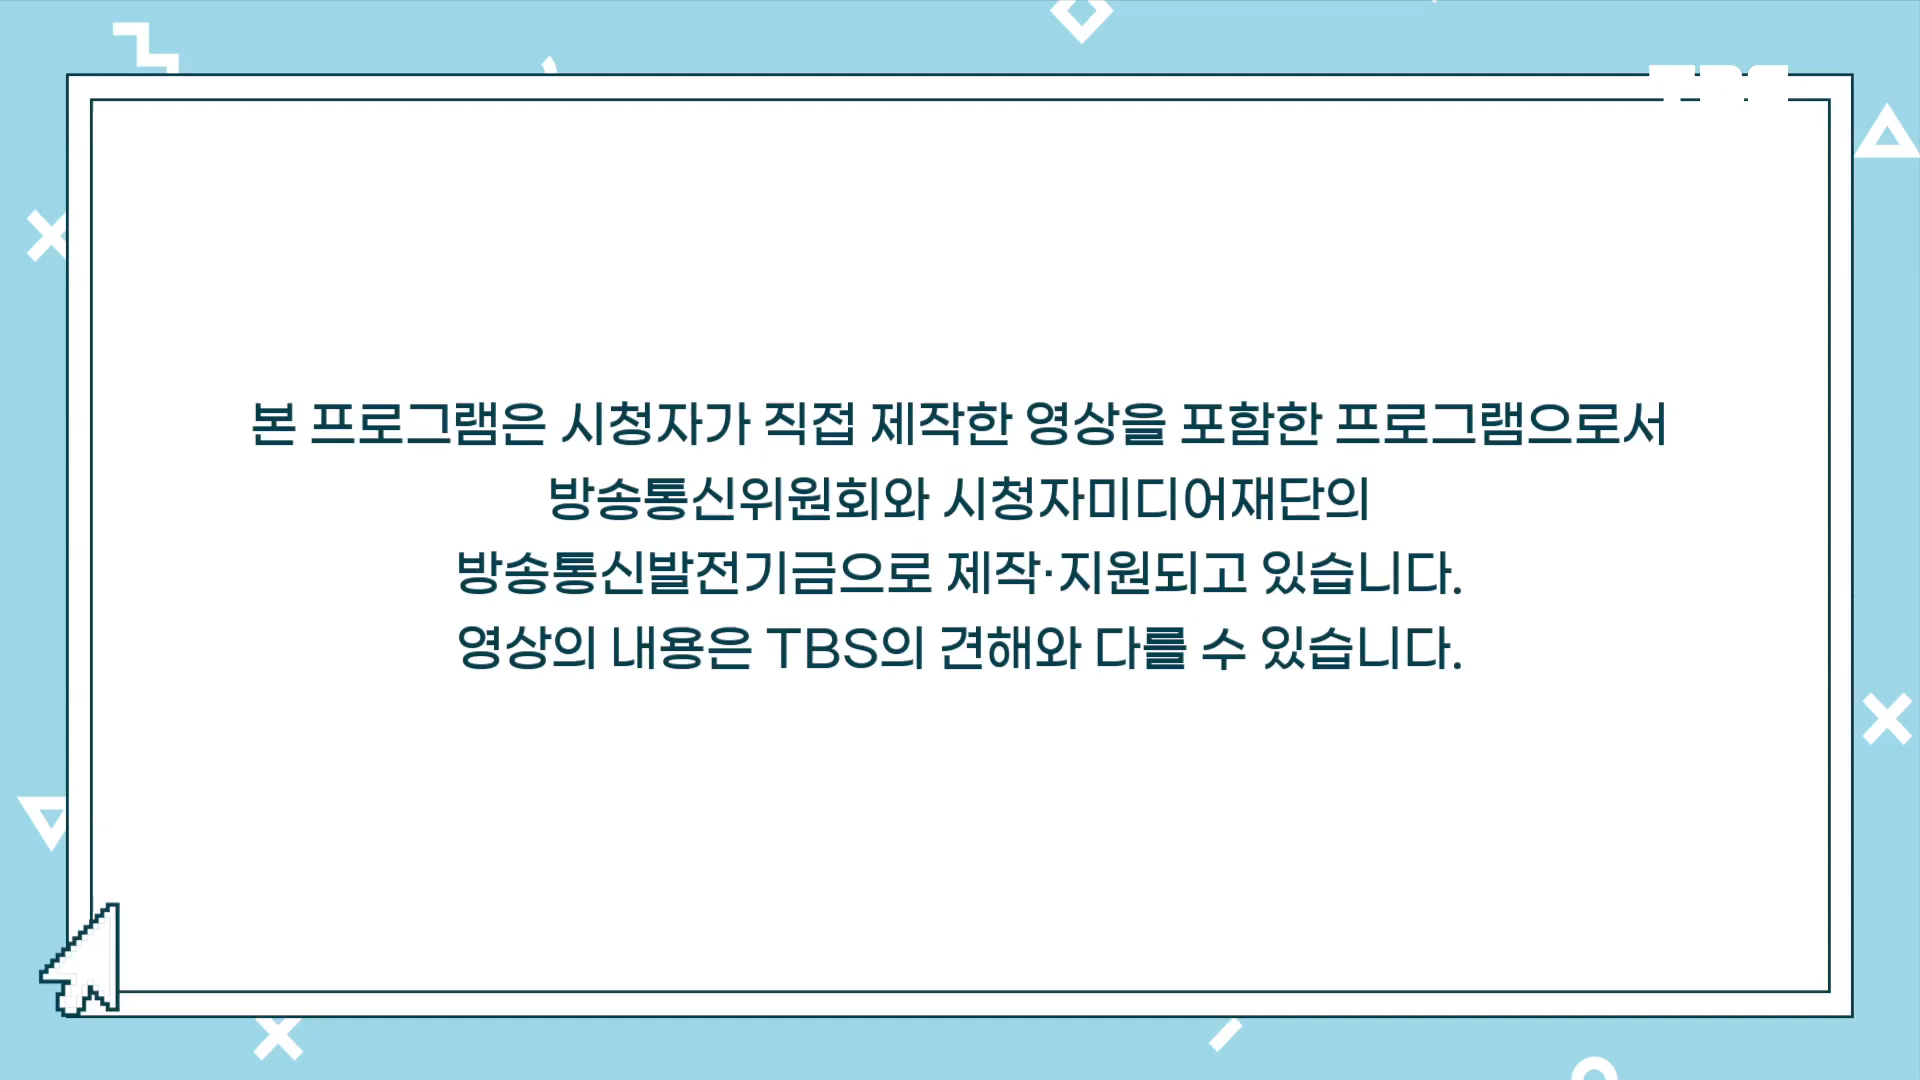 TBS
본 프로그램은 시청자가 직접 제작한 영상을 포함한 프로그램으로서
방송통신위원회와 시청자미디어재단의
방송통신발전기금으로 제작·지원되고 있습니다.
영상의 내용은 TBS의 견해와 다를 수 있습니다.